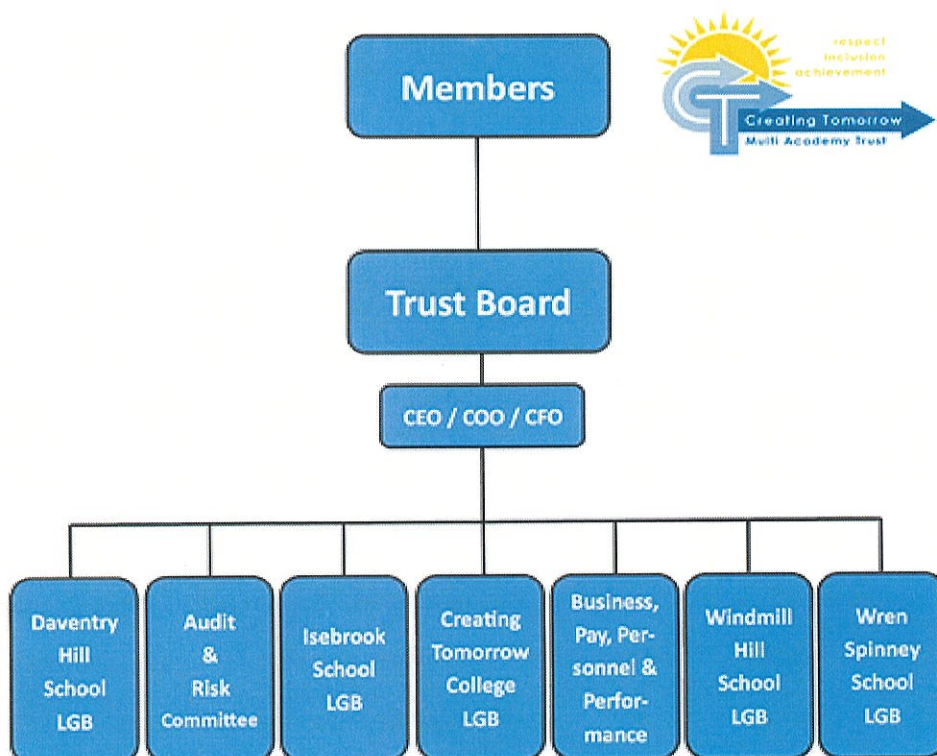 Members
respect
inclusion
achievement
CT
Creating Tomorrow
Multi Academy Trust
Trust Board
CEO / COO / CFO
Daventry
Hill
School
LGB
Audit
&
Risk
Committee
Isebrook
School
LGB
Creating
Tomorrow
College
LGB
Business,
Pay, Per-
sonnel &
Perfor-
mance
Windmill
Hill
School
LGB
Wren
Spinney
School
LGB